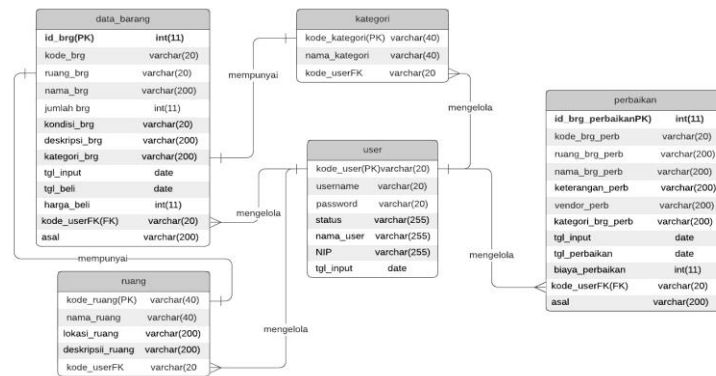 data_barang
id_brg(PK) int(11)
kode_brg varchar(20)
ruang_brg varchar(20)
nama_brg varchar(200)
jumlah brg int(11)
kondisi_brg varchar(20)
deskripsi_brg varchar(200)
kategori_brg varchar(200)
tgl_input date
tgl_beli date
harga_beli int(11)
kode_userFK(FK) varchar(20)
asal varchar(200)
mempunyai
kategori
kode_kategori(PK) varchar(40)
nama_kategori varchar(40)
kode_userFK varchar(20
mengelola
user
kode_user(PK)varchar(20)
username varchar(20)
password varchar(20)
status varchar(255)
nama_user varchar(255)
NIP varchar(255)
tgl_input date
mengelola
mengelola
perbaikan
id_brg_perbaikanPK) int(11)
kode_brg_perb varchar(20)
ruang_brg_perb varchar(200)
nama_brg_perb varchar(200)
keterangan_perb varchar(200)
vendor_perb varchar(200)
kategori_brg_perb varchar(200)
tgl_input date
tgl_perbaikan date
biaya_perbaikan int(11)
kode_userFK(FK) varchar(20)
asal varchar(200)
mempunyai
ruang
kode_ruang(PK) varchar(40)
nama_ruang varchar(40)
lokasi_ruang varchar(200)
deskripsii_ruang varchar(200)
kode_userFK varchar(20
mengelola